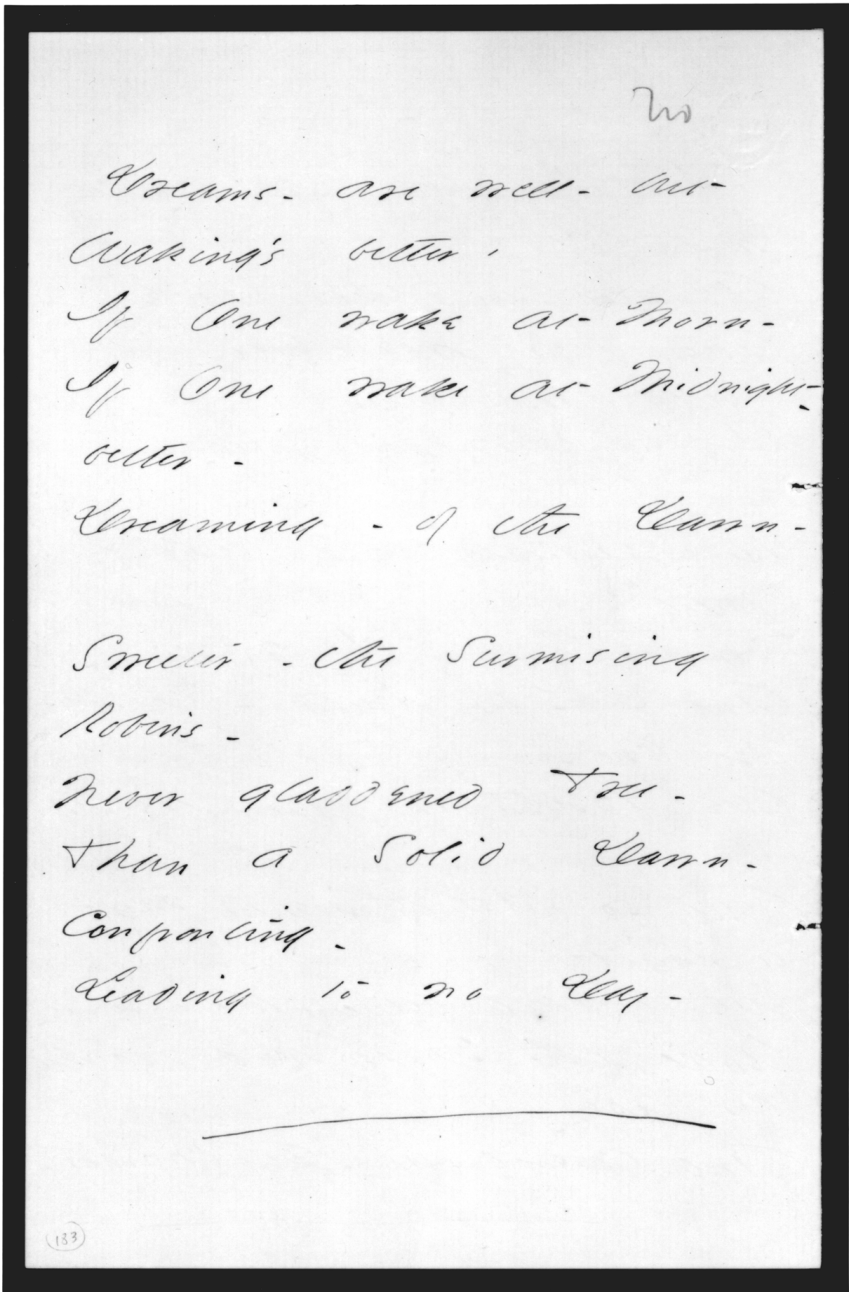 Dreams - are well - but
Waking's better,
If One wake at Morn -
If One wake at Midnight -
better -
Dreaming - of the Dawn -
Sweeter - the Surmising
Robins -
Never gladdened Tree -
Than a Solid Dawn -
Confronting -
Leading to no Day -
133